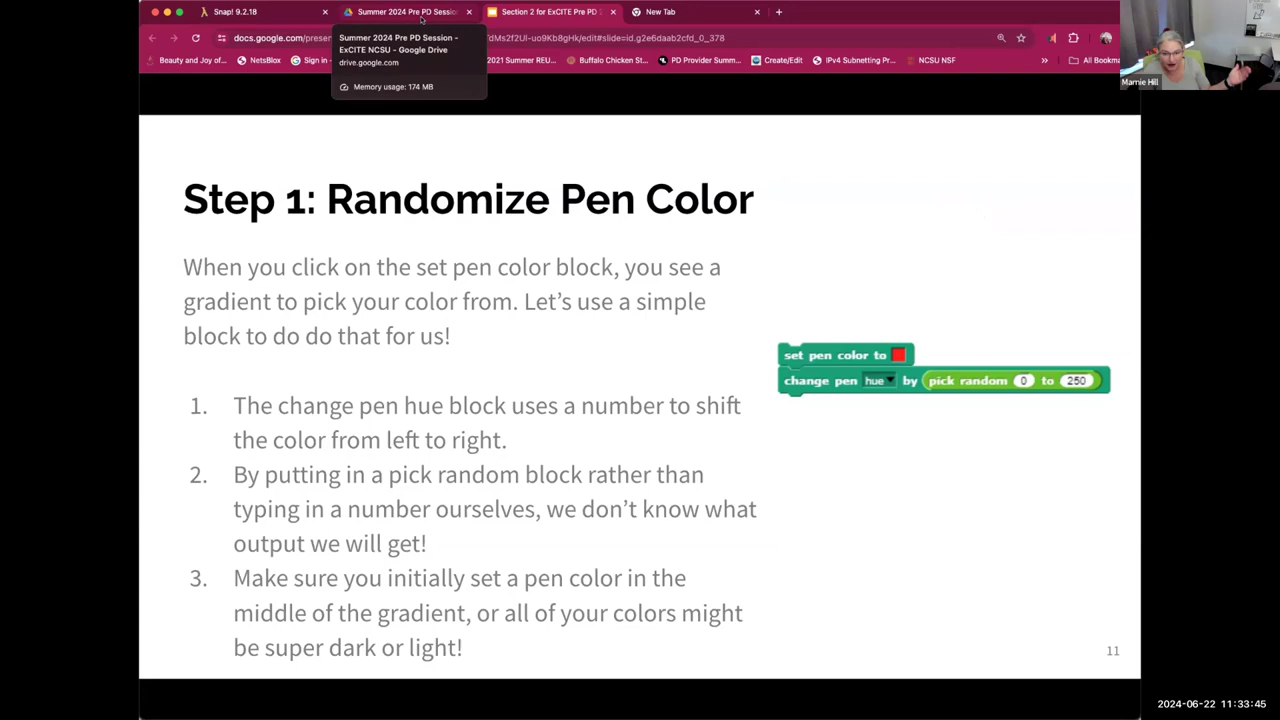 Snap! 9.2.18
Summer 2024 Pre PD Sessio
Section 2 for ExCITE Pre PD 2
New Tab
docs.google.com/presen
dMs2f2Ul-uo9Kb8gHk/edit#slide=id.g2e6daab2cfd_0_378
Summer 2024 Pre PD Session -
ExCITE NCSU - Google Drive
drive.google.com
Memory usage: 174 MB
Beauty and Joy of...
NetsBlox
Sign in
2021 Summer REU...
Buffalo Chicken St...
PD Provider Summ...
Create/Edit
IPv4 Subnetting Pr...
NCSU NSF
»
All Bookma
Marnie Hill
Step 1: Randomize Pen Color
When you click on the set pen color block, you see a
gradient to pick your color from. Let's use a simple
block to do do that for us!
set pen color to
change pen hue by pick random 0 to 250
1. The change pen hue block uses a number to shift
the color from left to right.
2. By putting in a pick random block rather than
typing in a number ourselves, we don't know what
output we will get!
3. Make sure you initially set a pen color in the
middle of the gradient, or all of your colors might
be super dark or light!
11
2024-06-22 11:33:45